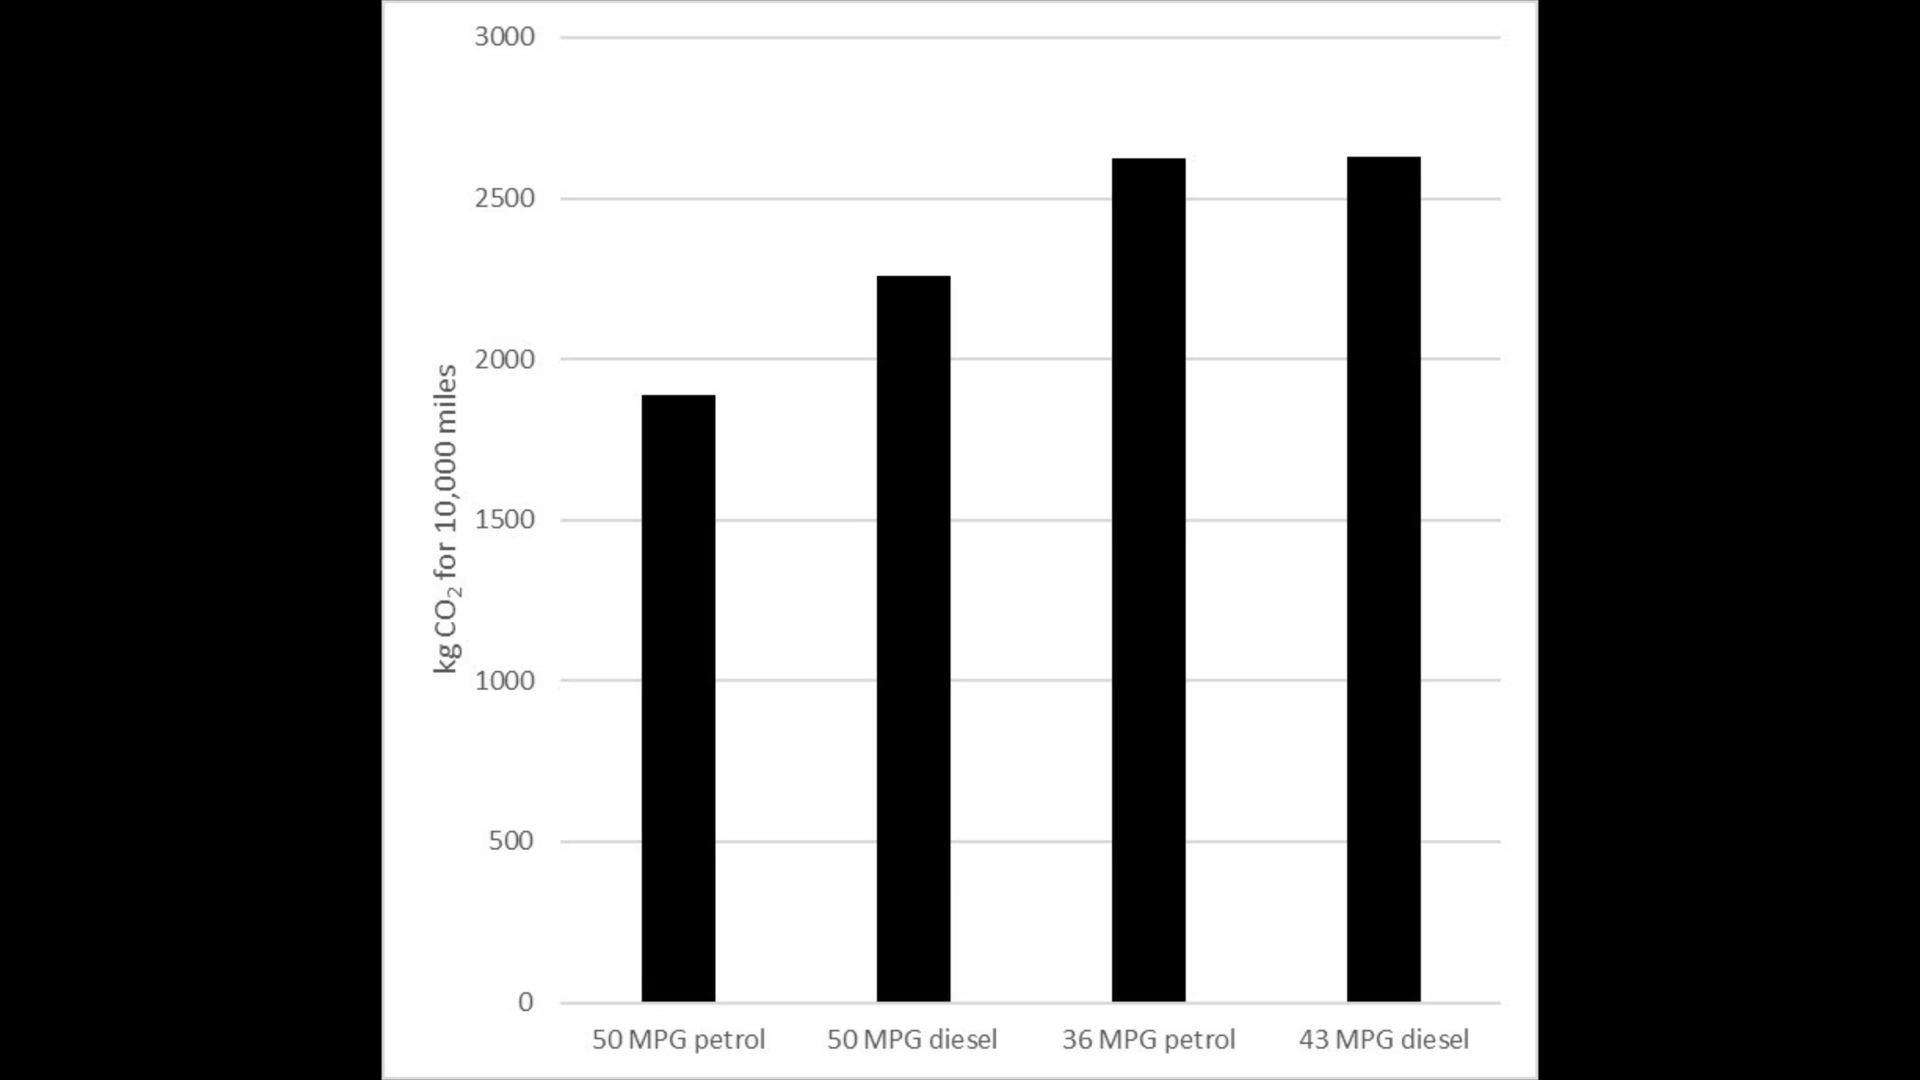 3000
2500
2000
1500
1000
500
0
kg CO₂ for 10,000 miles
50 MPG petrol
50 MPG diesel
36 MPG petrol
43 MPG diesel